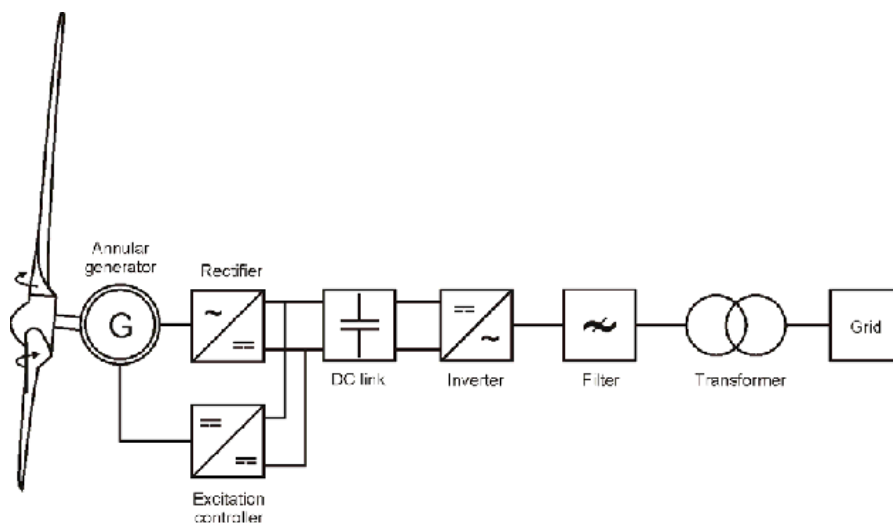 Annular
generator
Rectifier
G
DC link
Inverter
Filter
Transformer
Grid
Excitation
controller